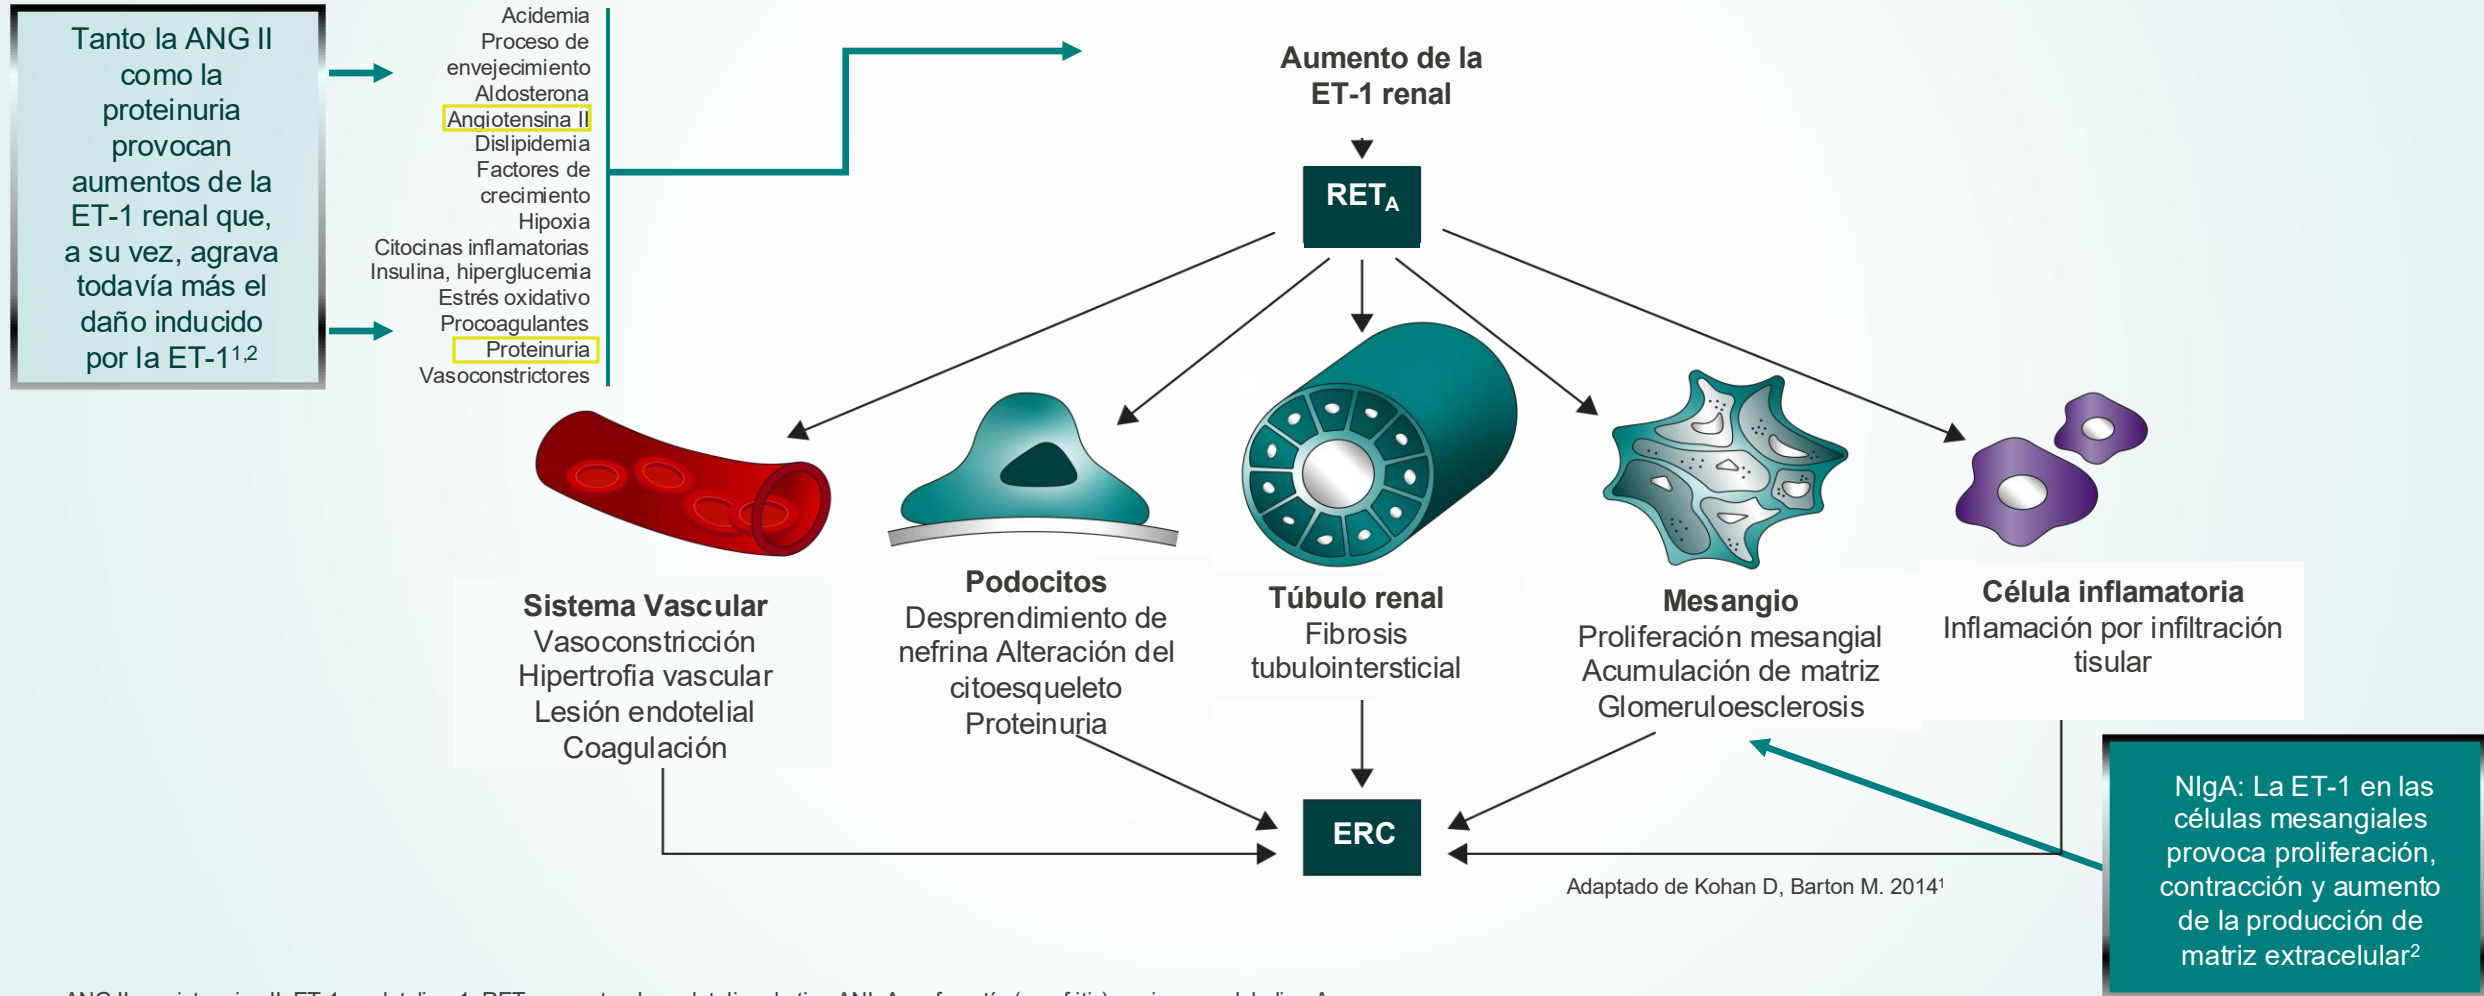 Tanto la ANG II
como la
proteinuria
provocan
aumentos de la
ET-1 renal que,
a su vez, agrava
todavía más el
daño inducido
por la ET-1¹,²
Acidemia
Proceso de
envejecimiento
Aldosterona
Angiotensina II
Dislipidemia
Factores de
crecimiento
Hipoxia
Citocinas inflamatorias
Insulina, hiperglucemia
Estrés oxidativo
Procoagulantes
Proteinuria
Vasoconstrictores
Aumento de la
ET-1 renal
RET_A
Sistema Vascular
Vasoconstricción
Hipertrofia vascular
Lesión endotelial
Coagulación
Podocitos
Desprendimiento de
nefrina Alteración del
citoesqueleto
Proteinuria
Túbulo renal
Fibrosis
tubulointersticial
Mesangio
Proliferación mesangial
Acumulación de matriz
Glomeruloesclerosis
Célula inflamatoria
Inflamación por infiltración
tisular
ERC
Adaptado de Kohan D, Barton M. 2014¹
NIgA: La ET-1 en las
células mesangiales
provoca proliferación,
contracción y aumento
de la producción de
matriz extracelular²